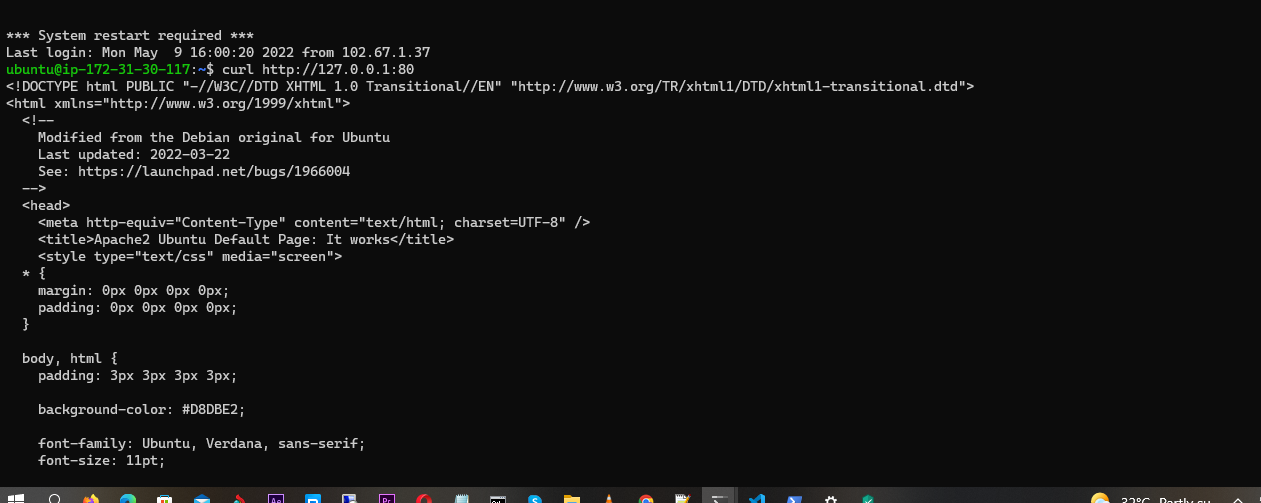 *** System restart required ***
Last login: Mon May  9 16:00:20 2022 from 102.67.1.37
ubuntu@ip-172-31-30-117:~$ curl http://127.0.0.1:80
<!DOCTYPE html PUBLIC "-//W3C//DTD XHTML 1.0 Transitional//EN" "http://www.w3.org/TR/xhtml1/DTD/xhtml1-transitional.dtd">
<html xmlns="http://www.w3.org/1999/xhtml">
  <!--
    Modified from the Debian original for Ubuntu
    Last updated: 2022-03-22
    See: https://launchpad.net/bugs/1966004
  -->
  <head>
    <meta http-equiv="Content-Type" content="text/html; charset=UTF-8" />
    <title>Apache2 Ubuntu Default Page: It works</title>
    <style type="text/css" media="screen">
  * {
    margin: 0px 0px 0px 0px;
    padding: 0px 0px 0px 0px;
  }
  body, html {
    padding: 3px 3px 3px 3px;
    background-color: #D8DBE2;
    font-family: Ubuntu, Verdana, sans-serif;
    font-size: 11pt;
Ae Pr 32°C Partly su